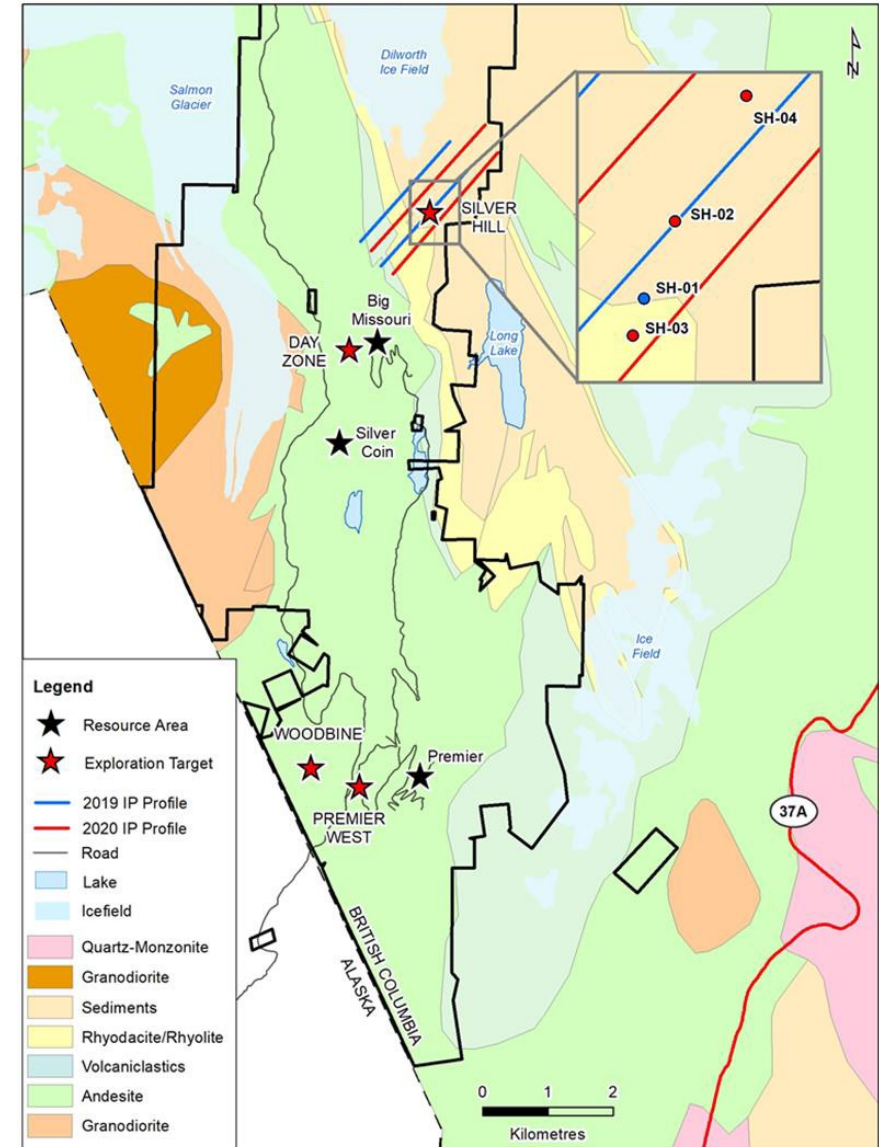 Dilworth
Ice Field
Salmon
Glacier
N
SH-04
SH-02
SH-01
SH-03
SILVER
HILL
Big
Missouri
DAY
ZONE
Long
Lake
Silver
Coin
Ice
Field
WOODBINE
Premier
PREMIER
WEST
37A
BRITISH COLUMBIA
ALASKA
Legend
Resource Area
Exploration Target
2019 IP Profile
2020 IP Profile
Road
Lake
Icefield
Quartz-Monzonite
Granodiorite
Sediments
Rhyodacite/Rhyolite
Volcaniclastics
Andesite
Granodiorite
0 1 2
Kilometres